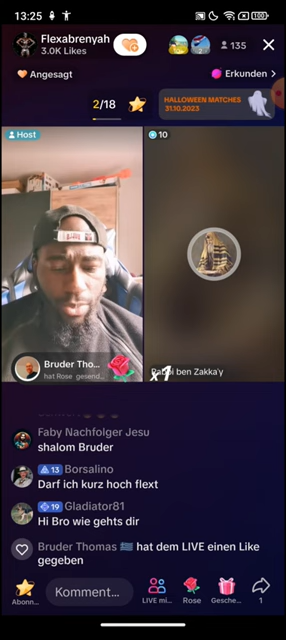 13:25
100
Flexabrenyah
3.0K Likes
135
Angesagt
Erkunden >
2/18
HALLOWEEN MATCHES
31.10.2023
Host
10
Bruder Tho...
hat Rose gesend...
x1
ben Zakka'y
Faby Nachfolger Jesu
shalom Bruder
13 Borsalino
Darf ich kurz hoch flext
19 Gladiator81
Hi Bro wie gehts dir
Bruder Thomas 🇬🇷 hat dem LIVE einen Like
gegeben
Komment...
Abonn...
LIVE mi...
Rose
Gesche...
1